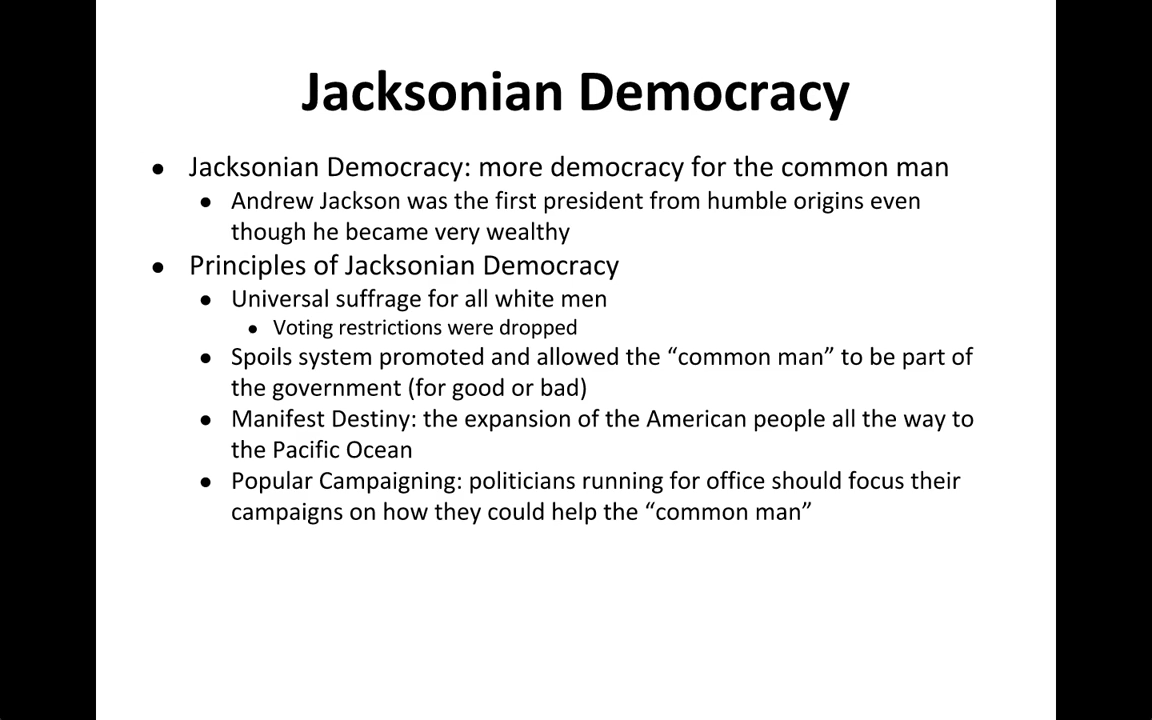 Jacksonian Democracy
• Jacksonian Democracy: more democracy for the common man
• Andrew Jackson was the first president from humble origins even
though he became very wealthy
• Principles of Jacksonian Democracy
• Universal suffrage for all white men
• Voting restrictions were dropped
• Spoils system promoted and allowed the “common man” to be part of
the government (for good or bad)
• Manifest Destiny: the expansion of the American people all the way to
the Pacific Ocean
• Popular Campaigning: politicians running for office should focus their
campaigns on how they could help the “common man”